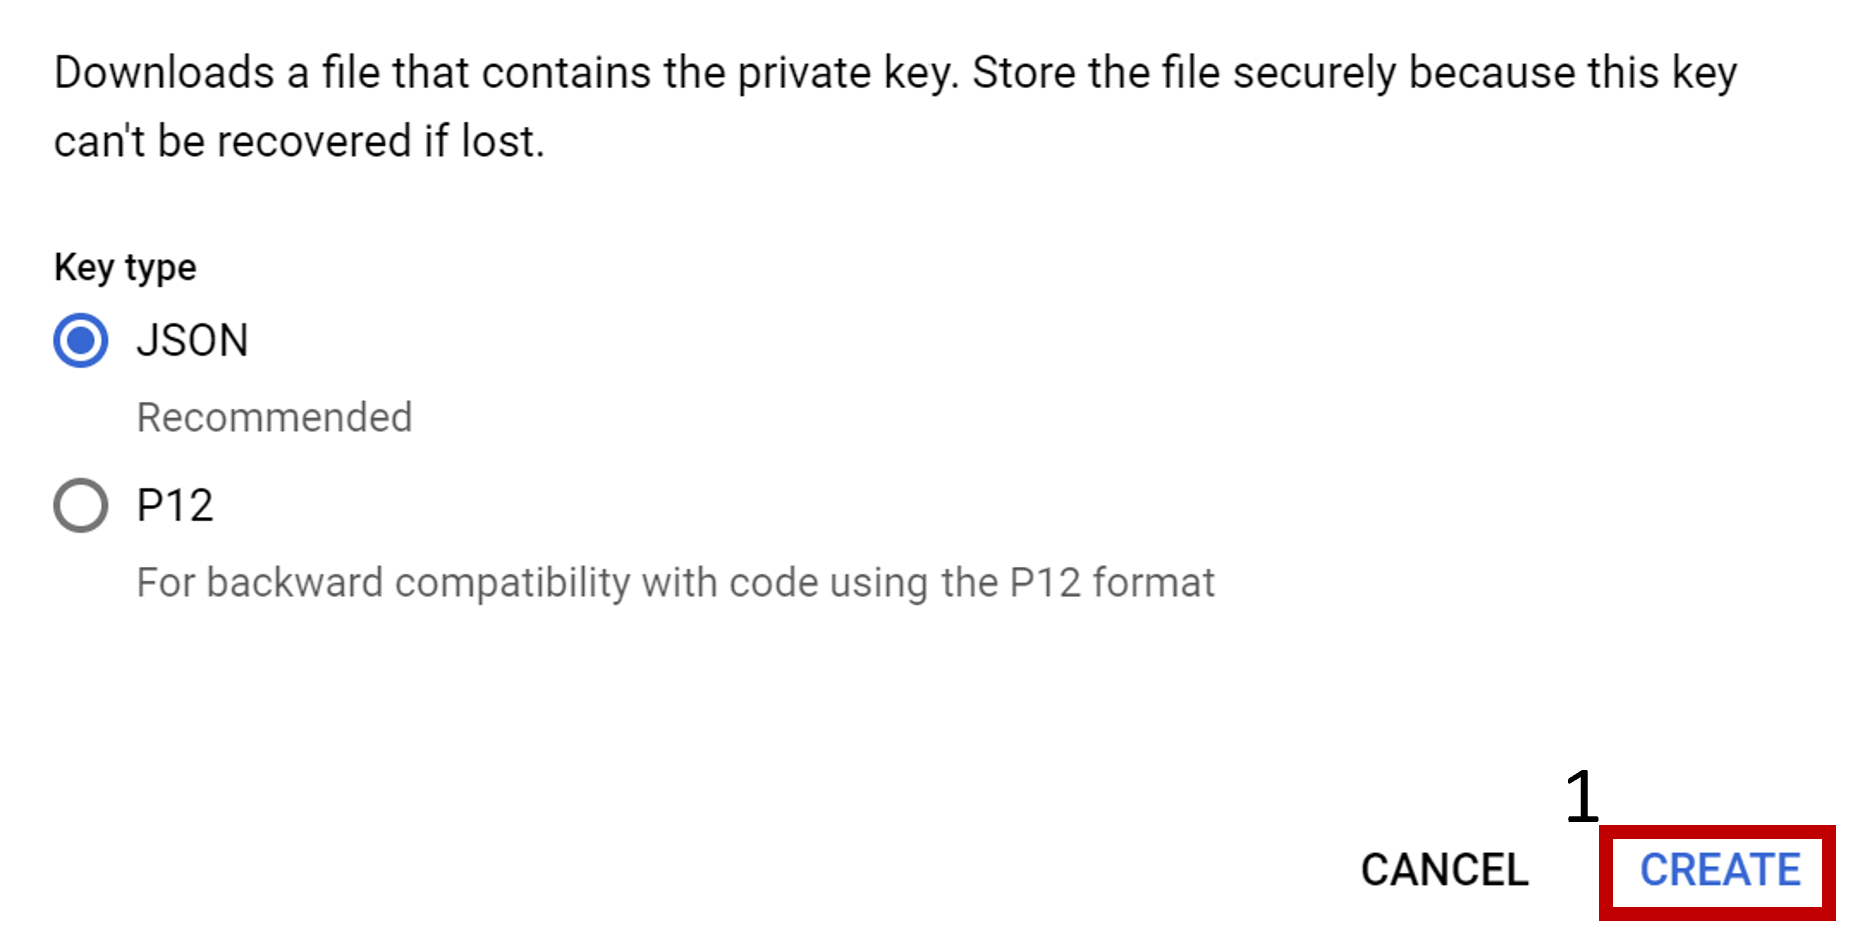 Downloads a file that contains the private key. Store the file securely because this key
can't be recovered if lost.
Key type
JSON
Recommended
P12
For backward compatibility with code using the P12 format
1
CANCEL
CREATE